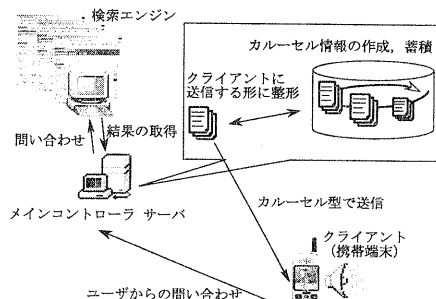 検索エンジン
カルーセル情報の作成，蓄積
クライアントに
送信する形に整形
問い合わせ
結果の取得
メインコントローラ サーバ
カルーセル型で送信
クライアント
（携帯端末）
ユーザからの問い合わせ